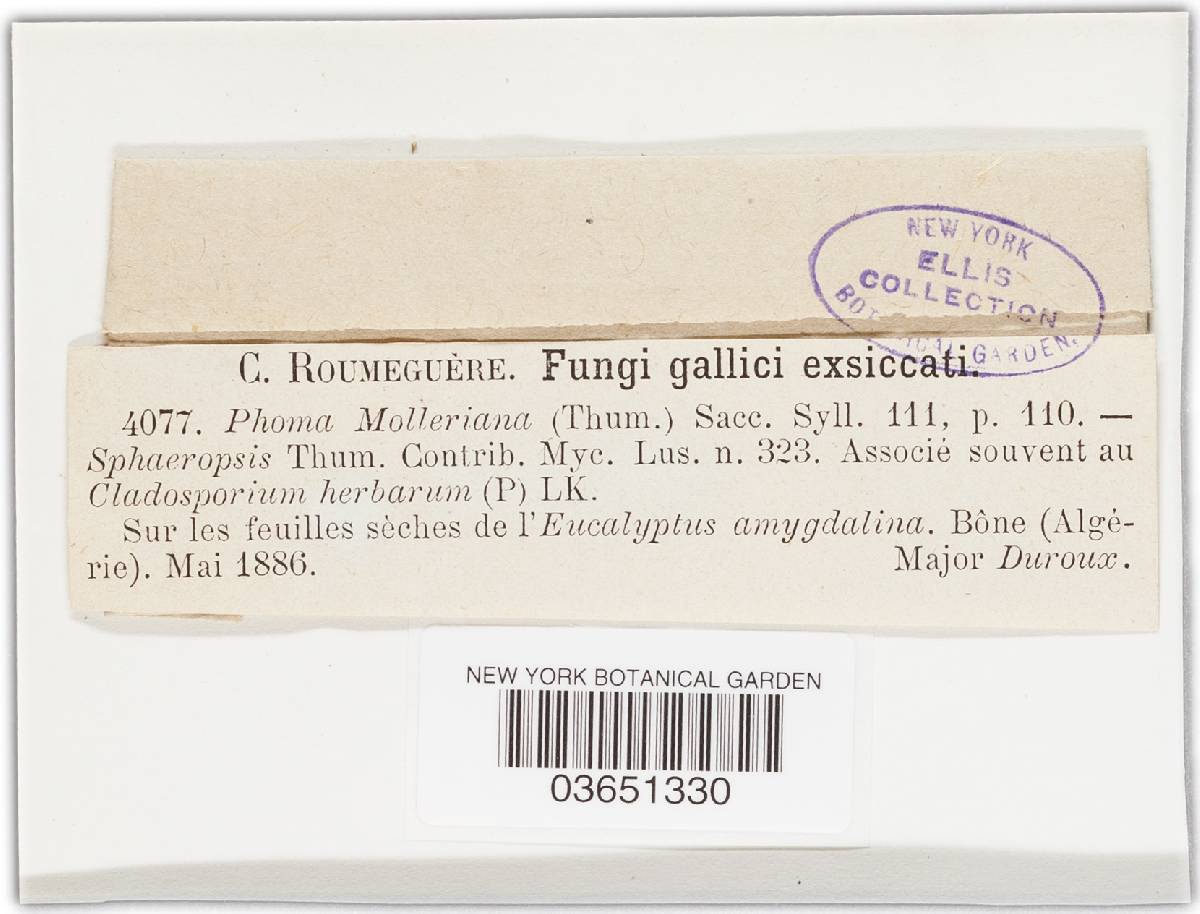 NEW YORK
ELLIS
COLLECTION
BOTANICAL GARDEN.
C. ROUMEGUÈRE. Fungi gallici exsiccati.
4077. Phoma Molleriana (Thum.) Sacc. Syll. 111, p. 110. —
Sphaeropsis Thum. Contrib. Myc. Lus. n. 323. Associé souvent au
Cladosporium herbarum (P) LK.
Sur les feuilles sèches de l'Eucalyptus amygdalina. Bône (Algé-
rie). Mai 1886. Major Duroux.
NEW YORK BOTANICAL GARDEN
03651330